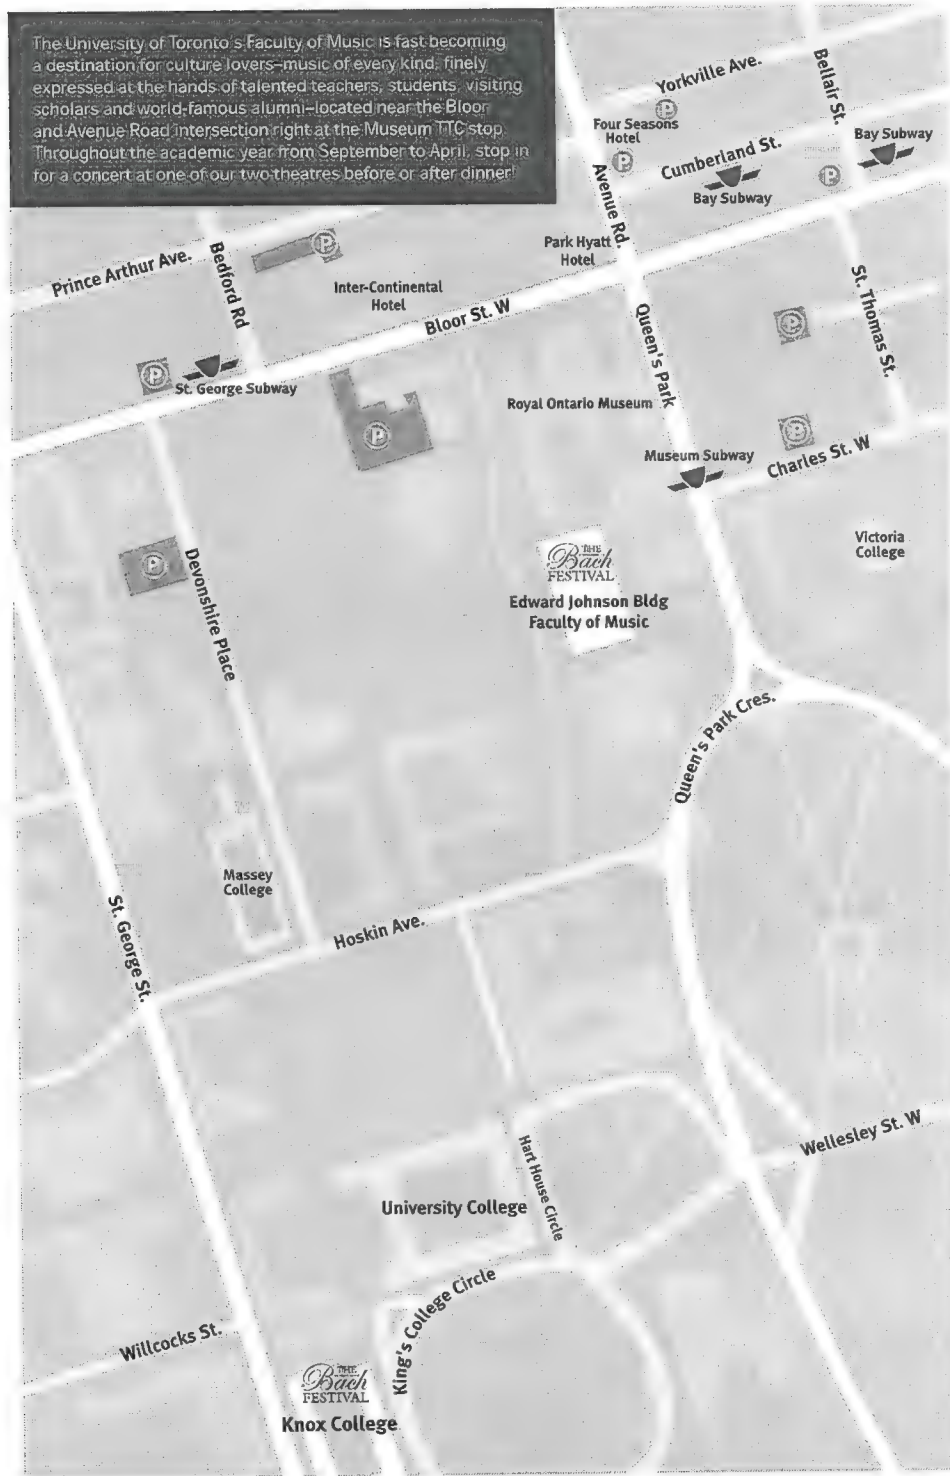 The University of Toronto's Faculty of Music is fast becoming
a destination for culture lovers–music of every kind, finely
expressed at the hands of talented teachers, students, visiting
scholars and world-famous alumni–located near the Bloor
and Avenue Road intersection right at the Museum TTC stop.
Throughout the academic year from September to April, stop in
for a concert at one of our two theatres before or after dinner!
Yorkville Ave.
Bellair St.
P
Four Seasons
Hotel
P
Cumberland St.
Bay Subway
Bay Subway
P
Avenue Rd.
Prince Arthur Ave.
Bedford Rd
P
Park Hyatt
Hotel
Inter-Continental
Hotel
Bloor St. W
Queen's Park
St. Thomas St.
P
P
St. George Subway
P
Royal Ontario Museum
P
Charles St. W
Museum Subway
Victoria
College
P
Devonshire Place
THE
Bach
FESTIVAL
Edward Johnson Bldg
Faculty of Music
Queen's Park Cres.
Massey
College
St. George St.
Hoskin Ave.
Wellesley St. W
Hart House Circle
University College
King's College Circle
Willcocks St.
THE
Bach
FESTIVAL
Knox College